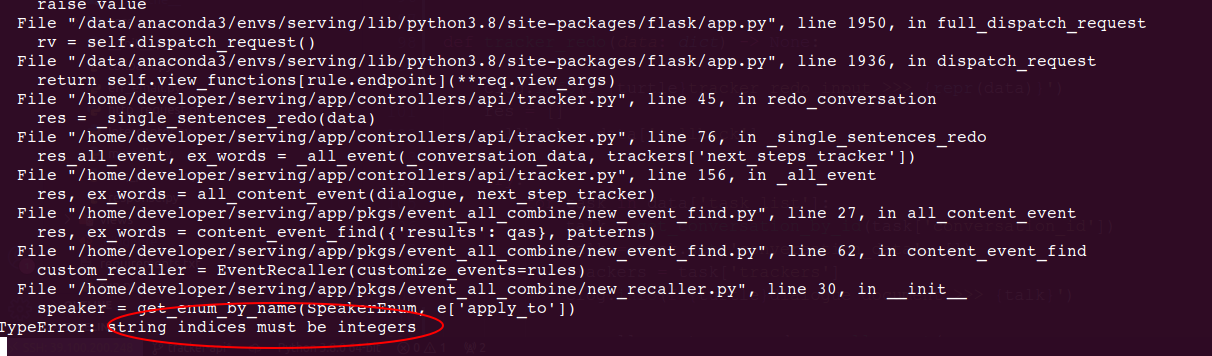 raise value
File "/data/anaconda3/envs/serving/lib/python3.8/site-packages/flask/app.py", line 1950, in full_dispatch_request
rv = self.dispatch_request()
File "/data/anaconda3/envs/serving/lib/python3.8/site-packages/flask/app.py", line 1936, in dispatch_request
return self.view_functions[rule.endpoint](**req.view_args)
File "/home/developer/serving/app/controllers/api/tracker.py", line 45, in redo_conversation
res = _single_sentences_redo(data)
File "/home/developer/serving/app/controllers/api/tracker.py", line 76, in _single_sentences_redo
res_all_event, ex_words = _all_event(_conversation_data, trackers['next_steps_tracker'])
File "/home/developer/serving/app/controllers/api/tracker.py", line 156, in _all_event
res, ex_words = all_content_event(dialogue, next_step_tracker)
File "/home/developer/serving/app/pkgs/event_all_combine/new_event_find.py", line 27, in all_content_event
res, ex_words = content_event_find({'results': qas}, patterns)
File "/home/developer/serving/app/pkgs/event_all_combine/new_event_find.py", line 62, in content_event_find
custom_recaller = EventRecaller(customize_events=rules)
File "/home/developer/serving/app/pkgs/event_all_combine/new_recaller.py", line 30, in __init__
speaker = get_enum_by_name(SpeakerEnum, e['apply_to'])
TypeError: string indices must be integers